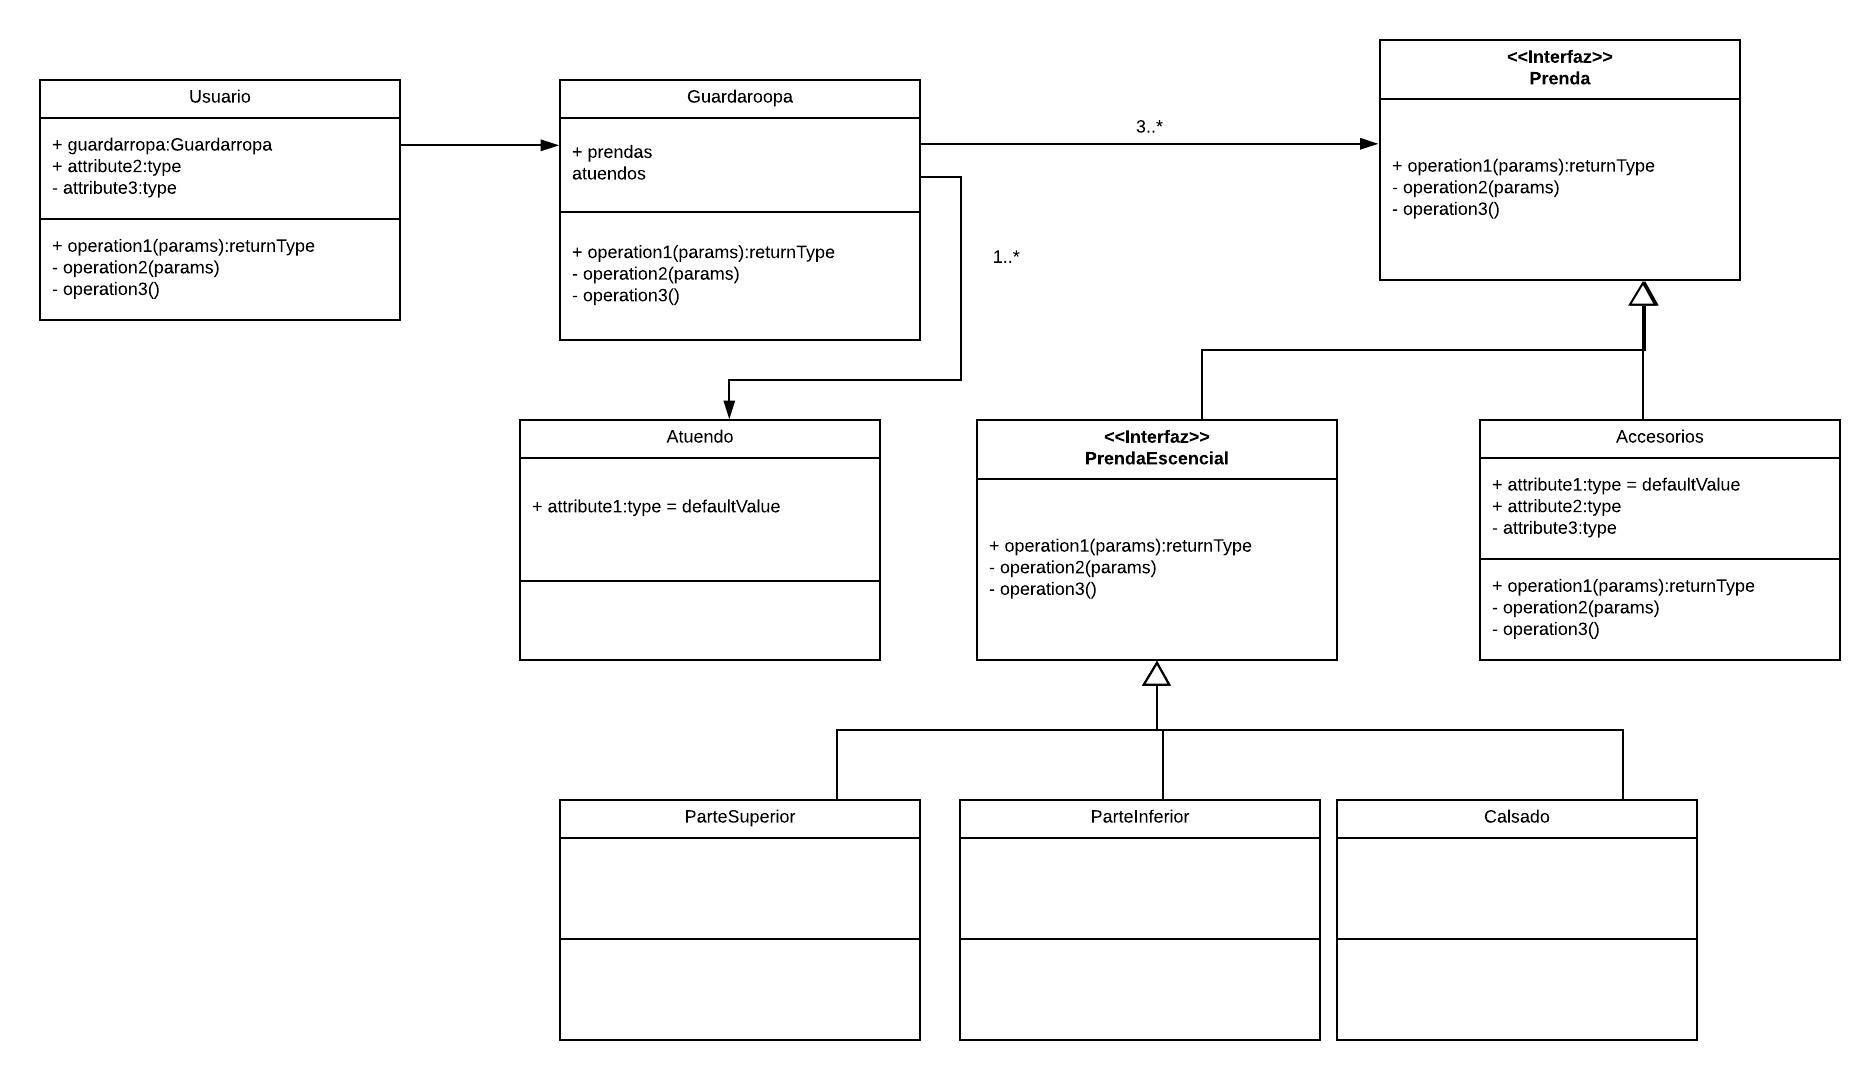 Usuario
+ guardarropa:Guardarropa
+ attribute2:type
- attribute3:type
+ operation1(params):returnType
- operation2(params)
- operation3()
Guardaroopa
+ prendas
atuendos
+ operation1(params):returnType
- operation2(params)
- operation3()
3..*
1..*
<<Interfaz>>
Prenda
+ operation1(params):returnType
- operation2(params)
- operation3()
Atuendo
+ attribute1:type = defaultValue
<<Interfaz>>
PrendaEscencial
+ operation1(params):returnType
- operation2(params)
- operation3()
Accesorios
+ attribute1:type = defaultValue
+ attribute2:type
- attribute3:type
+ operation1(params):returnType
- operation2(params)
- operation3()
ParteSuperior
ParteInferior
Calsado